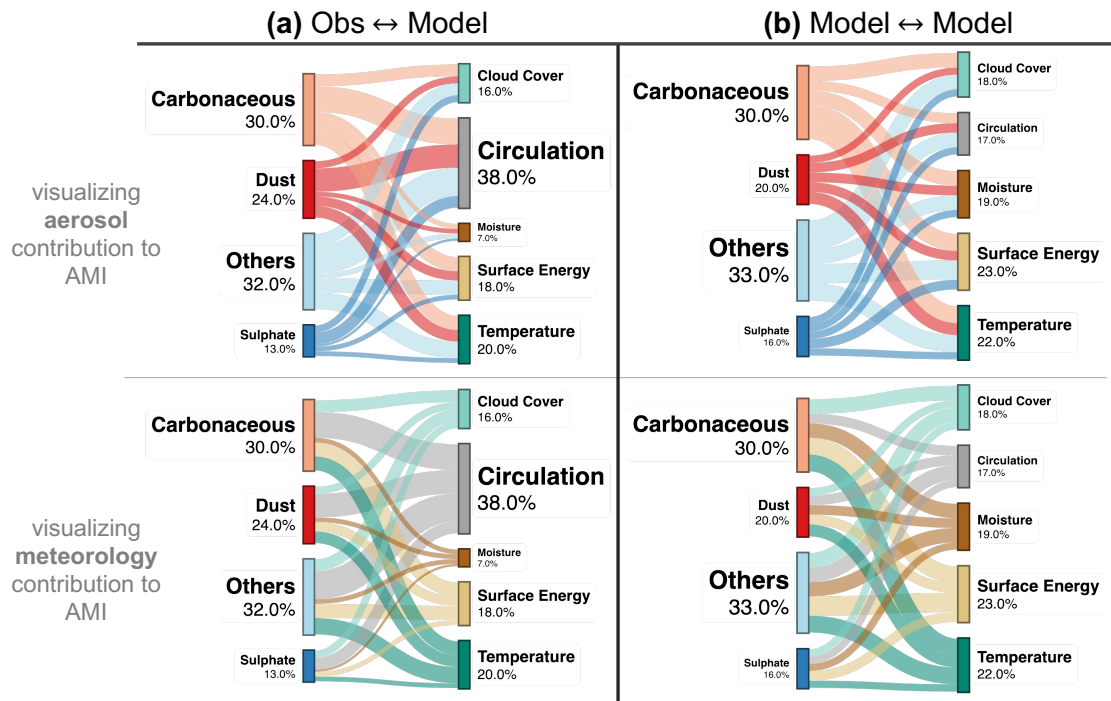 (a) Obs ↔ Model
(b) Model ↔ Model
visualizing
aerosol
contribution to
AMI
Carbonaceous
30.0%
Dust
24.0%
Others
32.0%
Sulphate
13.0%
Cloud Cover
16.0%
Circulation
38.0%
Moisture
7.0%
Surface Energy
18.0%
Temperature
20.0%
Carbonaceous
30.0%
Dust
20.0%
Others
33.0%
Sulphate
16.0%
Cloud Cover
18.0%
Circulation
17.0%
Moisture
19.0%
Surface Energy
23.0%
Temperature
22.0%
visualizing
meteorology
contribution to
AMI
Carbonaceous
30.0%
Dust
24.0%
Others
32.0%
Sulphate
13.0%
Cloud Cover
16.0%
Circulation
38.0%
Moisture
7.0%
Surface Energy
18.0%
Temperature
20.0%
Carbonaceous
30.0%
Dust
20.0%
Others
33.0%
Sulphate
16.0%
Cloud Cover
18.0%
Circulation
17.0%
Moisture
19.0%
Surface Energy
23.0%
Temperature
22.0%